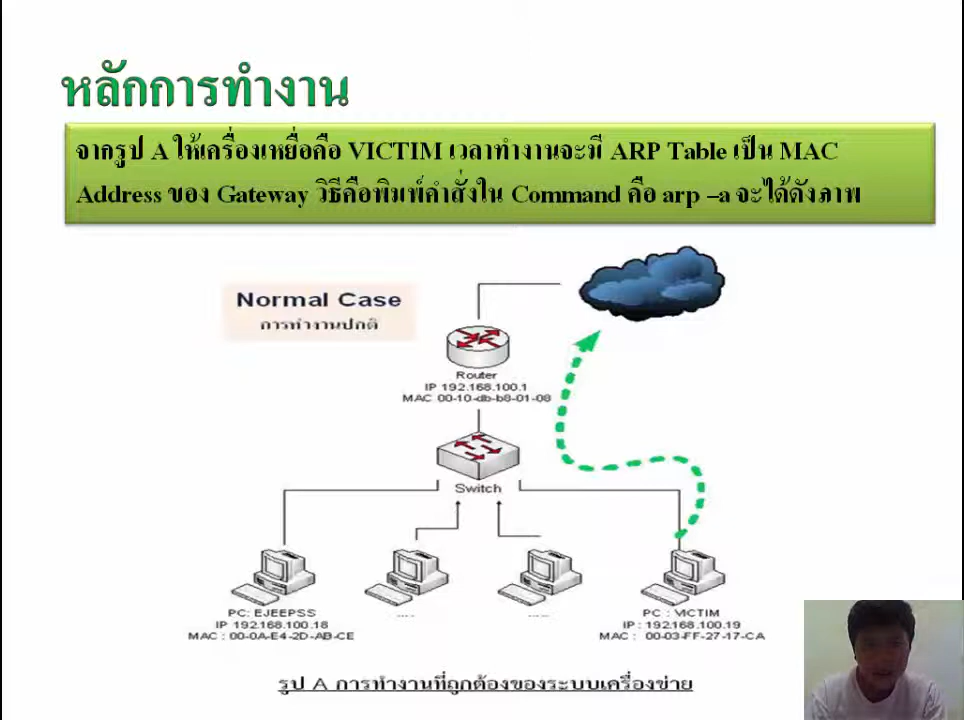 หลักการทำงาน
จากรูป A ให้เครื่องเหยื่อคือ VICTIM เวลาทำงานจะมี ARP Table เป็น MAC
Address ของ Gateway วิธีคือพิมพ์คำสั่งใน Command คือ arp –a จะได้ดังภาพ
Normal Case
การทำงานปกติ
Router
IP 192.168.100.1
MAC 00-10-db-b8-01-08
Switch
PC: EJEEPSS
IP 192.168.100.18
MAC : 00-0A-E4-2D-AB-CE
PC : VICTIM
IP : 192.168.100.19
MAC : 00-03-FF-27-17-CA
รูป A การทำงานที่ถูกต้องของระบบเครื่องข่าย